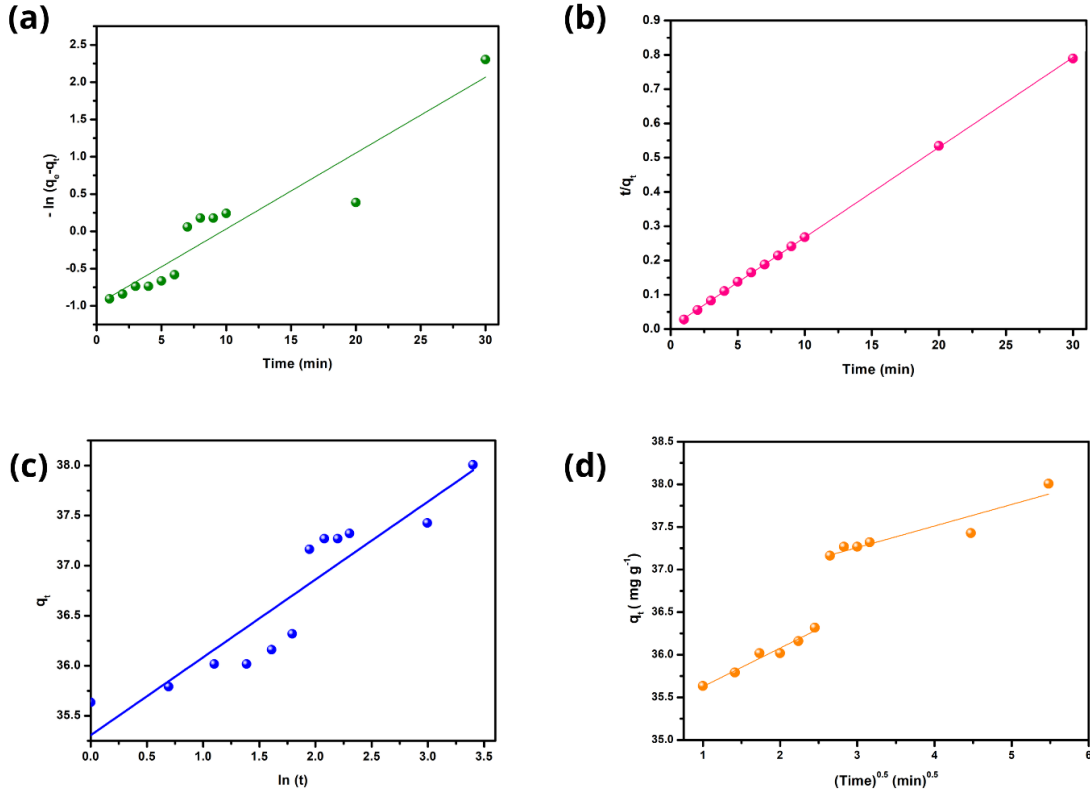 (a)
2.5
2.0
1.5
1.0
0.5
0.0
-0.5
-1.0
- ln (qe-qt)
0 5 10 15 20 25 30
Time (min)
(b)
0.9
0.8
0.7
0.6
0.5
0.4
0.3
0.2
0.1
0.0
t/qt
0 5 10 15 20 25 30
Time (min)
(c)
38.0
37.5
37.0
36.5
36.0
35.5
qt
0.0 0.5 1.0 1.5 2.0 2.5 3.0 3.5
ln (t)
(d)
38.5
38.0
37.5
37.0
36.5
36.0
35.5
35.0
qt ( mg g⁻¹)
1 2 3 4 5 6
(Time)⁰·⁵ (min)⁰·⁵